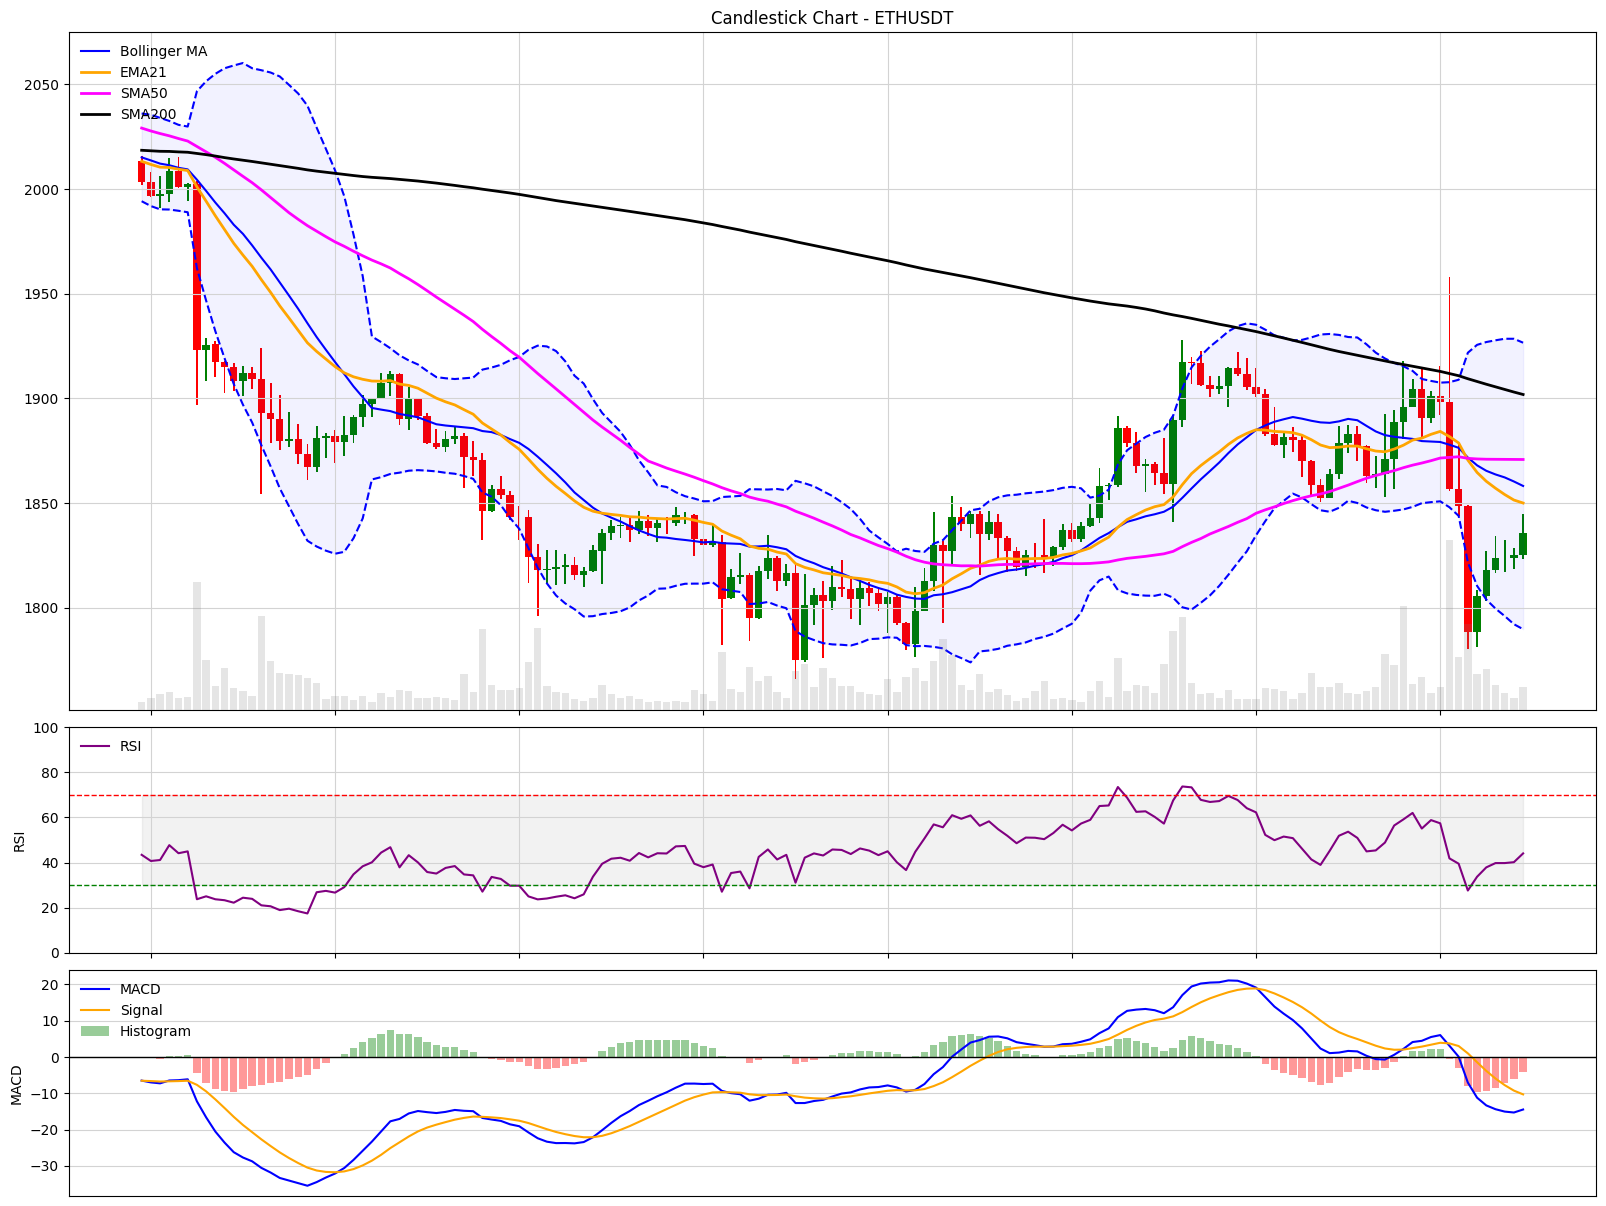 Candlestick Chart - ETHUSDT
Bollinger MA
EMA21
SMA50
SMA200
2050
2000
1950
1900
1850
1800
RSI
100
80
60
40
20
0
RSI
MACD
Signal
Histogram
20
10
0
−10
−20
−30
MACD